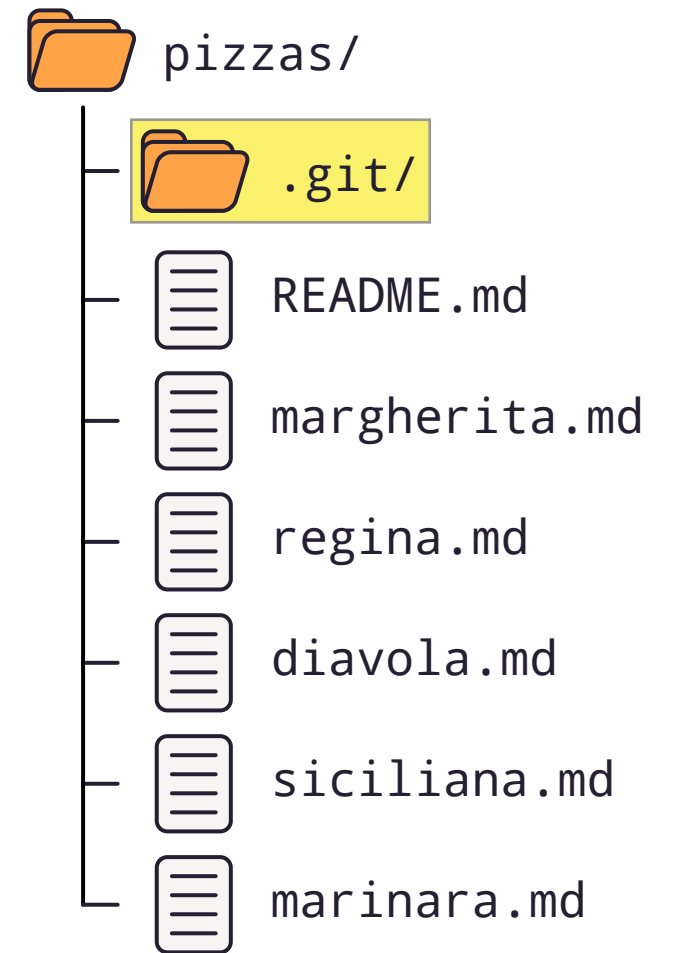 pizzas/
.git/
README.md
margherita.md
regina.md
diavola.md
siciliana.md
marinara.md